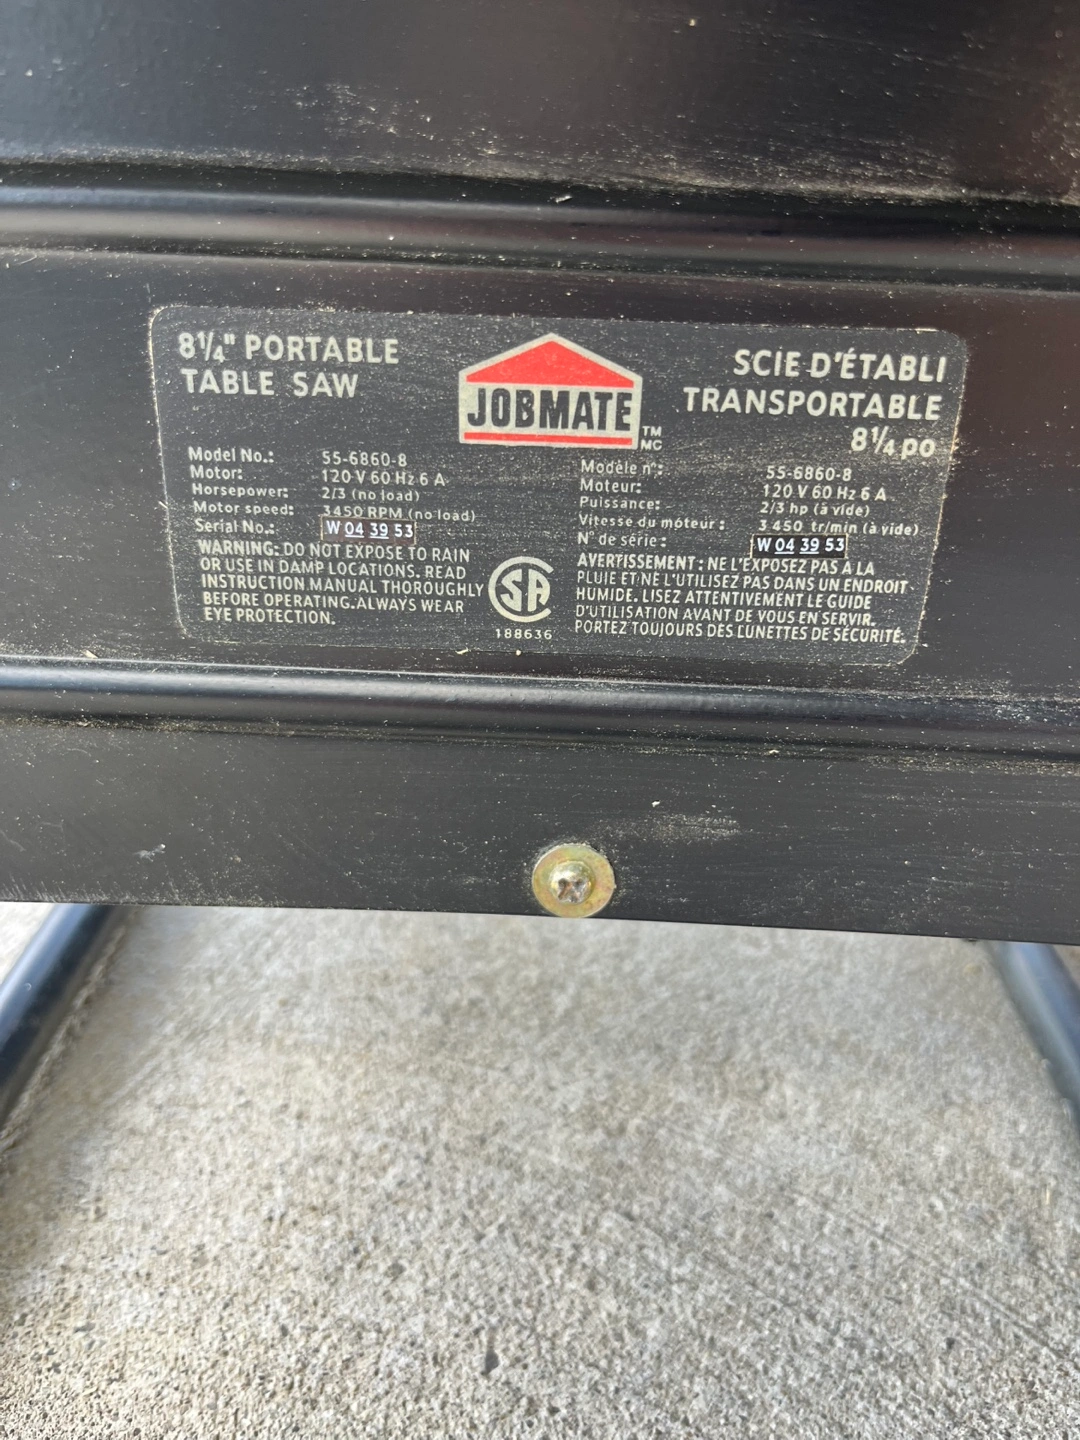 8¼" PORTABLE
TABLE SAW
JOBMATE
TM
MC
SCIE D'ÉTABLI
TRANSPORTABLE
8¼ po
Model No.: 55-6860-8
Motor: 120 V 60 Hz 6 A
Horsepower: 2/3 (no load)
Motor speed: 3450 RPM (no load)
Serial No.: W 04 39 53
WARNING: DO NOT EXPOSE TO RAIN
OR USE IN DAMP LOCATIONS. READ
INSTRUCTION MANUAL THOROUGHLY
BEFORE OPERATING. ALWAYS WEAR
EYE PROTECTION.
SA
188636
Modèle n°: 55-6860-8
Moteur: 120 V 60 Hz 6 A
Puissance: 2/3 hp (à vide)
Vitesse du moteur : 3 450 tr/min (à vide)
N° de série : W 04 39 53
AVERTISSEMENT : NE L'EXPOSEZ PAS A LA
PLUIE ET NE L'UTILISEZ PAS DANS UN ENDROIT
HUMIDE. LISEZ ATTENTIVEMENT LE GUIDE
D'UTILISATION AVANT DE VOUS EN SERVIR.
PORTEZ TOUJOURS DES LUNETTES DE SÉCURITÉ.